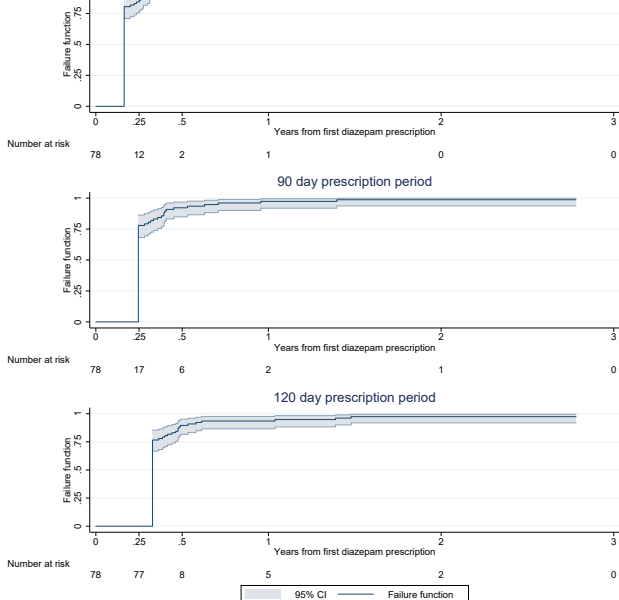 .75
.5
.25
0
Failure function
0 .25 .5 1 2 3
Years from first diazepam prescription
Number at risk
78 12 2 1 0 0
90 day prescription period
1
.75
.5
.25
0
Failure function
0 .25 .5 1 2 3
Years from first diazepam prescription
Number at risk
78 17 6 2 1 0
120 day prescription period
1
.75
.5
.25
0
Failure function
0 .25 .5 1 2 3
Years from first diazepam prescription
Number at risk
78 77 8 5 2 0
95% CI Failure function